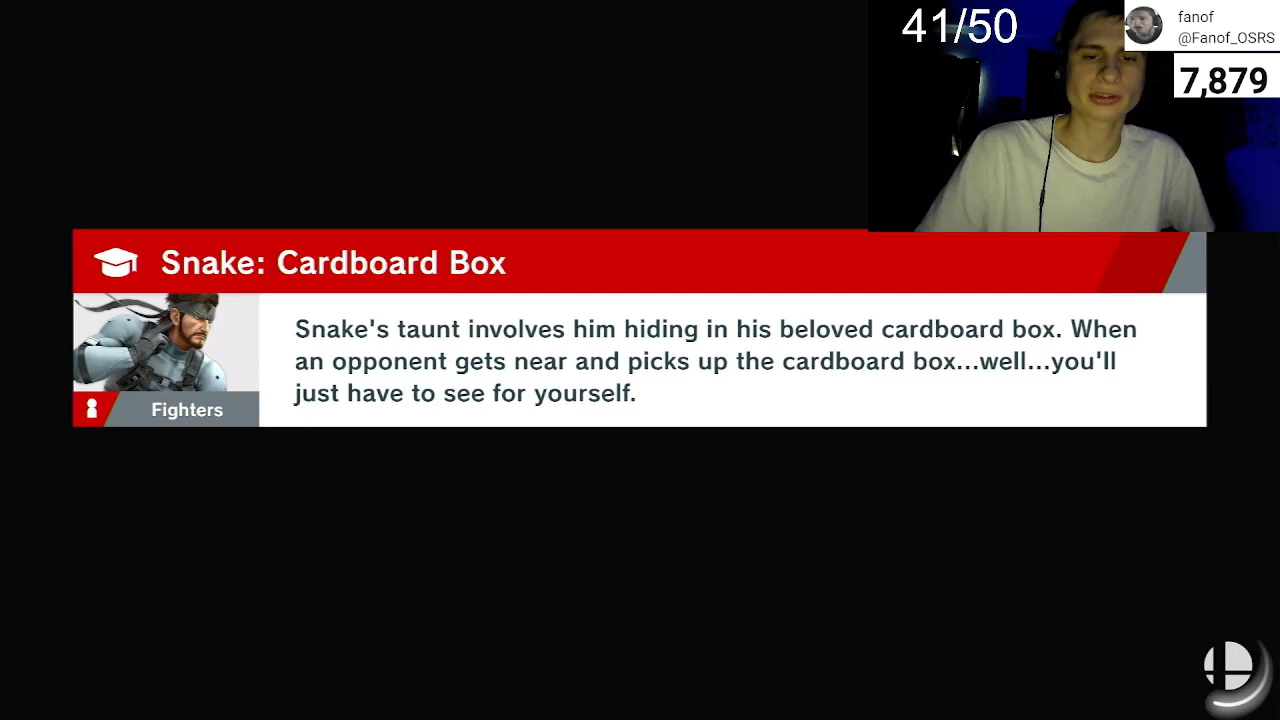 41/50
fanof
@Fanof_OSRS
7,879
Snake: Cardboard Box
Snake's taunt involves him hiding in his beloved cardboard box. When
an opponent gets near and picks up the cardboard box...well...you'll
just have to see for yourself.
Fighters